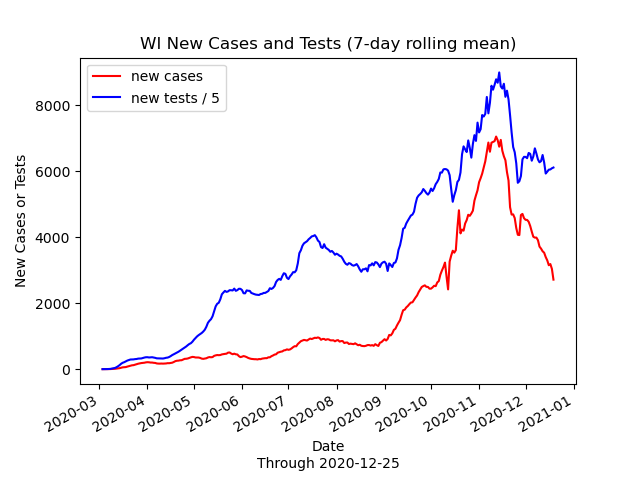 WI New Cases and Tests (7-day rolling mean)
new cases
new tests / 5
New Cases or Tests
8000
6000
4000
2000
0
2020-03
2020-04
2020-05
2020-06
2020-07
2020-08
2020-09
2020-10
2020-11
2020-12
2021-01
Date
Through 2020-12-25